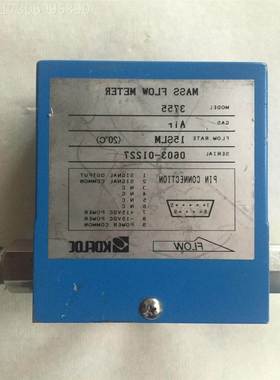 MASS FLOW METER
MODEL 3755
GAS Air
FLOW RATE 15SLM (20°C)
SERIAL 0603-01227
PIN CONNECTION
1 SIGNAL OUTPUT
2 SIGNAL COMMON
3 N.C
4 N.C
5 N.C
6 N.C
7 +15VDC POWER
8 -15VDC POWER
9 POWER COMMON
FLOW
KOFLOC